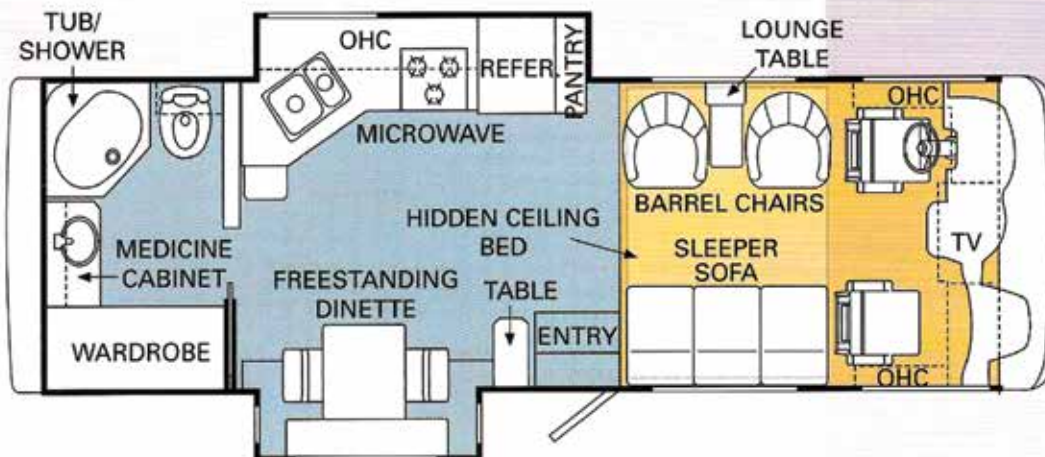 TUB/
SHOWER
OHC
REFER.
PANTRY
MICROWAVE
LOUNGE
TABLE
OHC
BARREL CHAIRS
HIDDEN CEILING
BED
SLEEPER
SOFA
TV
MEDICINE
CABINET
FREESTANDING
DINETTE
TABLE
ENTRY
WARDROBE
OHC